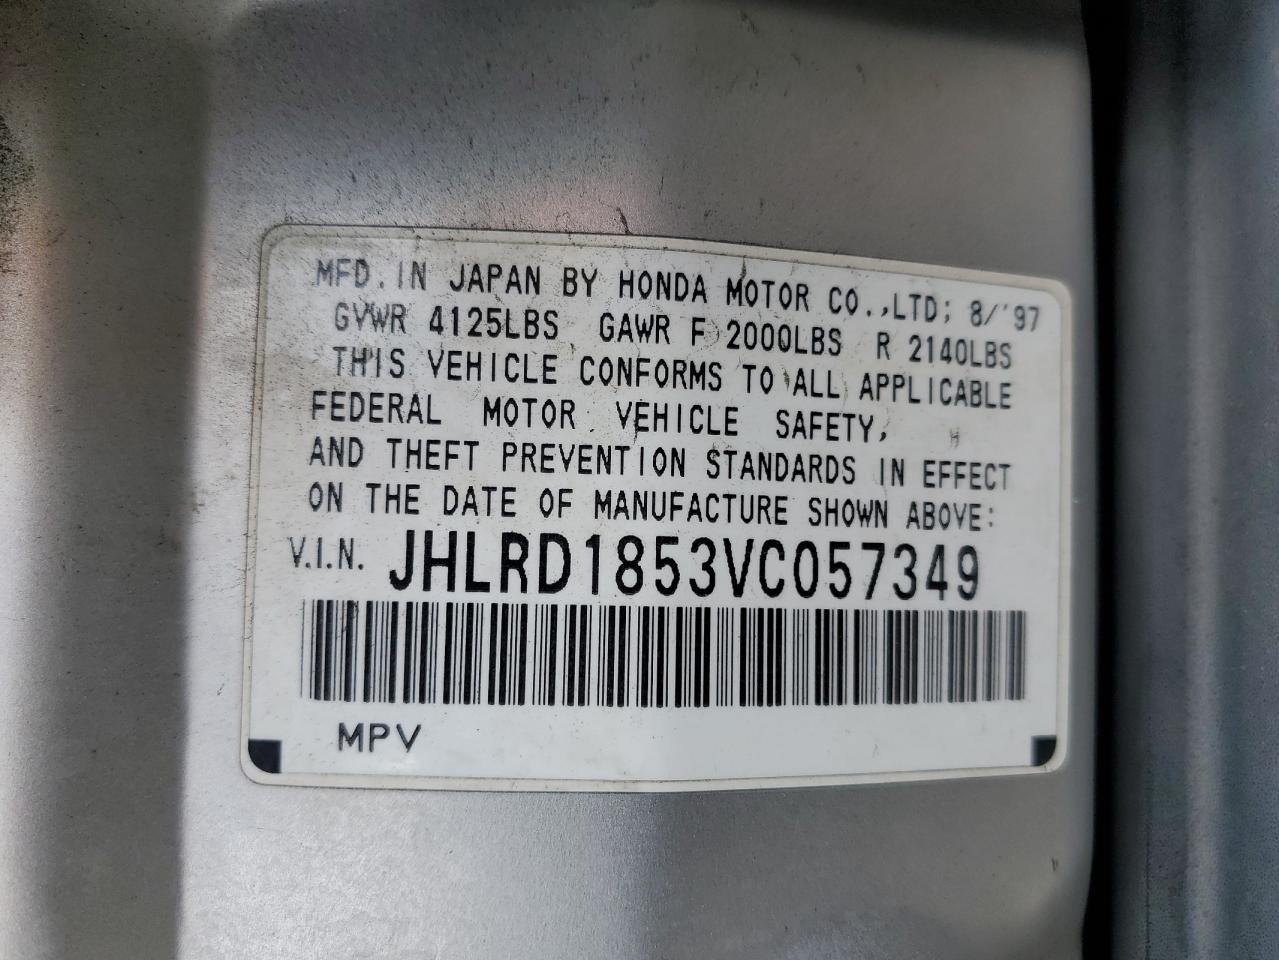 MFD. IN JAPAN BY HONDA MOTOR CO.,LTD; 8/'97
GVWR 4125LBS GAWR F 2000LBS R 2140LBS
THIS VEHICLE CONFORMS TO ALL APPLICABLE
FEDERAL MOTOR VEHICLE SAFETY,
AND THEFT PREVENTION STANDARDS IN EFFECT
ON THE DATE OF MANUFACTURE SHOWN ABOVE:
V.I.N. JHLRD1853VC057349
MPV